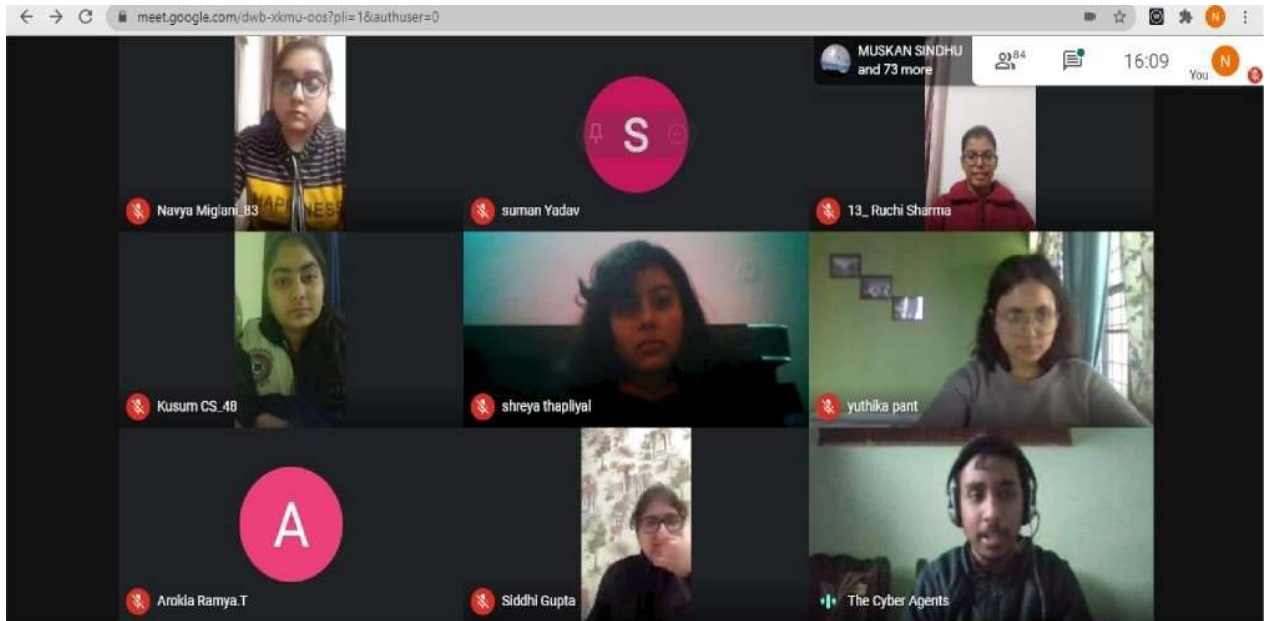 meet.google.com/dwb-xkmu-oos?pli=1&authuser=0
N
MUSKAN SINDHU
and 73 more
84
16:09
You
N
HAPPINESS
Navya Miglani_83
S
suman Yadav
13_ Ruchi Sharma
Kusum CS_48
shreya thapliyal
yuthika pant
A
Arokia Ramya.T
Siddhi Gupta
The Cyber Agents